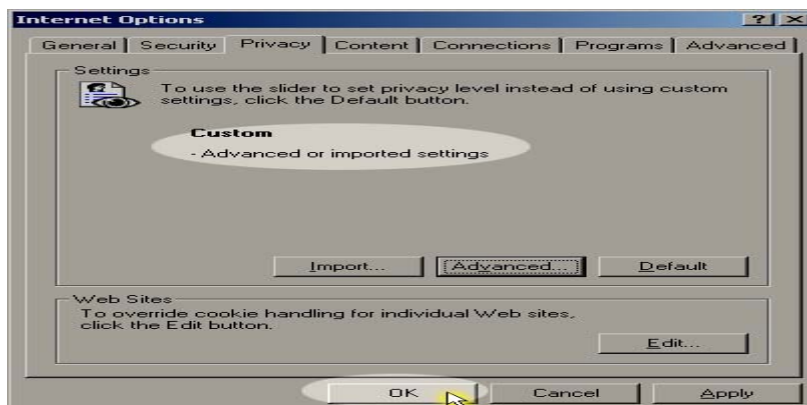 Internet Options
General Security Privacy Content Connections Programs Advanced
Settings
To use the slider to set privacy level instead of using custom
settings, click the Default button.
Custom
- Advanced or imported settings
Import... Advanced... Default
Web Sites
To override cookie handling for individual Web sites,
click the Edit button.
Edit...
OK Cancel Apply